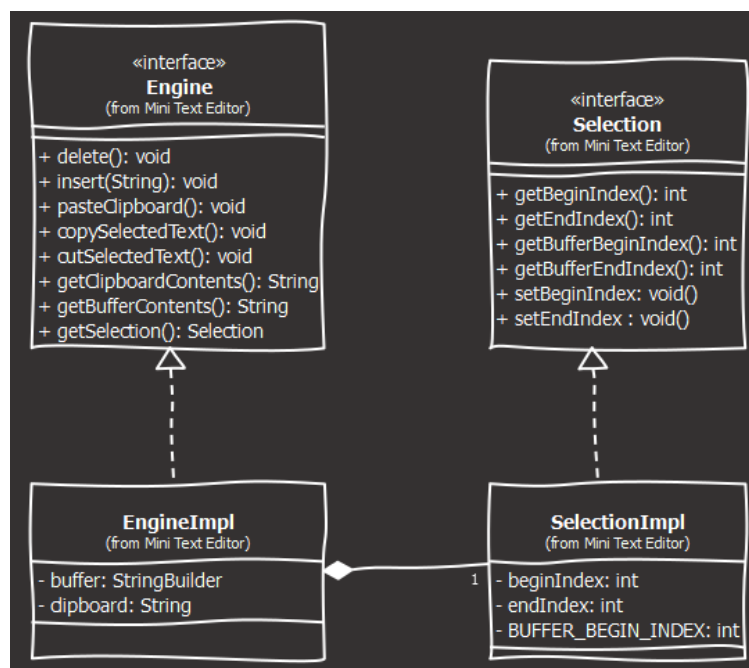 «interface»
Engine
(from Mini Text Editor)
+ delete(): void
+ insert(String): void
+ pasteClipboard(): void
+ copySelectedText(): void
+ cutSelectedText(): void
+ getClipboardContents(): String
+ getBufferContents(): String
+ getSelection(): Selection
«interface»
Selection
(from Mini Text Editor)
+ getBeginIndex(): int
+ getEndIndex(): int
+ getBufferBeginIndex(): int
+ getBufferEndIndex(): int
+ setBeginIndex: void()
+ setEndIndex : void()
EngineImpl
(from Mini Text Editor)
- buffer: StringBuilder
- clipboard: String
1
SelectionImpl
(from Mini Text Editor)
- beginIndex: int
- endIndex: int
- BUFFER_BEGIN_INDEX: int